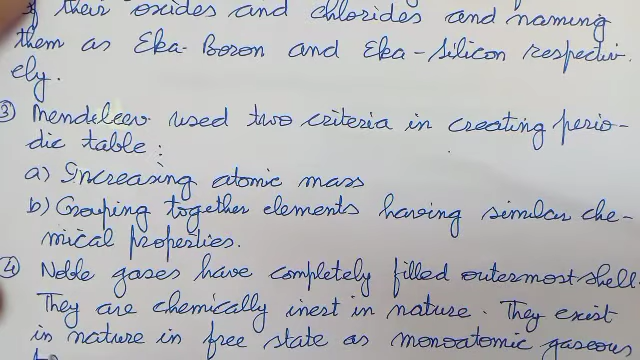 of their oxides and chlorides and naming
them as Eka-Boron and Eka-Silicon respectiv-
ely.
③ Mendeleev used two criteria in creating perio-
dic table:
a) Increasing atomic mass
b) Grouping together elements having similar che-
mical properties.
④ Noble gases have completely filled outermost shell.
They are chemically inert in nature. They exist
in nature in free state as monoatomic gaseous